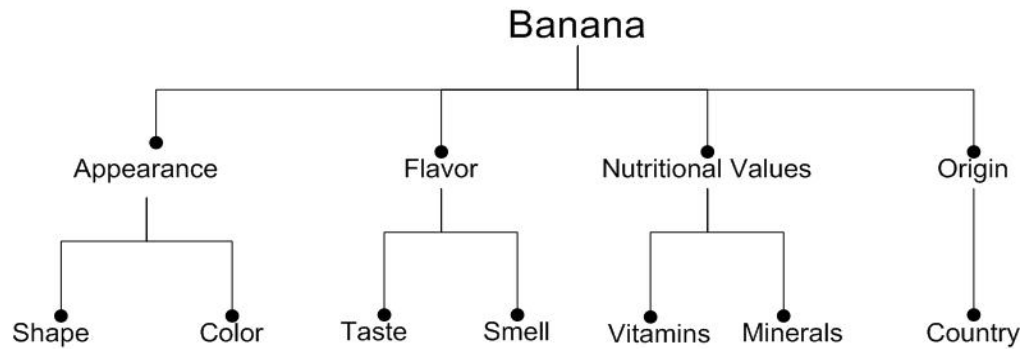 Banana
Appearance Flavor Nutritional Values Origin
Shape Color Taste Smell Vitamins Minerals Country